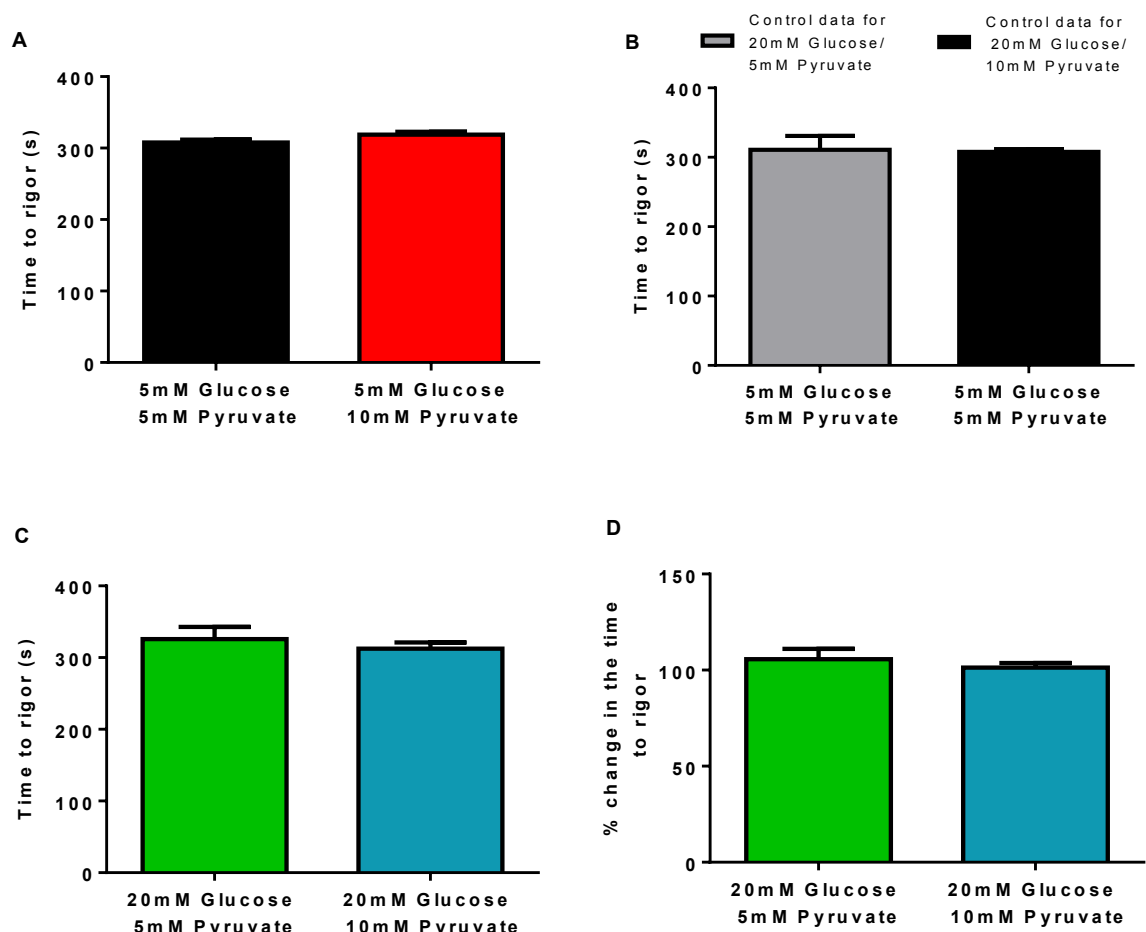 A
Time to rigor (s)
400
300
200
100
0
5mM Glucose
5mM Pyruvate
5mM Glucose
10mM Pyruvate
B
Control data for
20mM Glucose/
5mM Pyruvate
Control data for
20mM Glucose/
10mM Pyruvate
Time to rigor (s)
400
300
200
100
0
5mM Glucose
5mM Pyruvate
5mM Glucose
5mM Pyruvate
C
Time to rigor (s)
400
300
200
100
0
20mM Glucose
5mM Pyruvate
20mM Glucose
10mM Pyruvate
D
% change in the time
to rigor
150
100
50
0
20mM Glucose
5mM Pyruvate
20mM Glucose
10mM Pyruvate